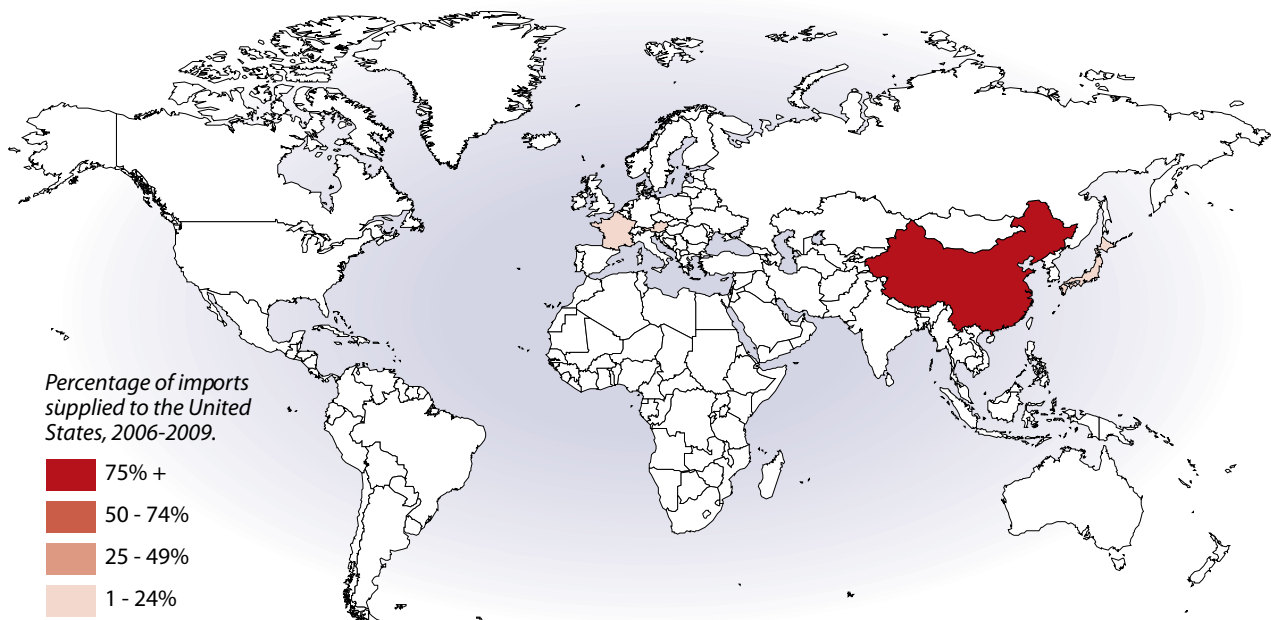 Percentage of imports
supplied to the United
States, 2006-2009.
75% +
50 - 74%
25 - 49%
1 - 24%